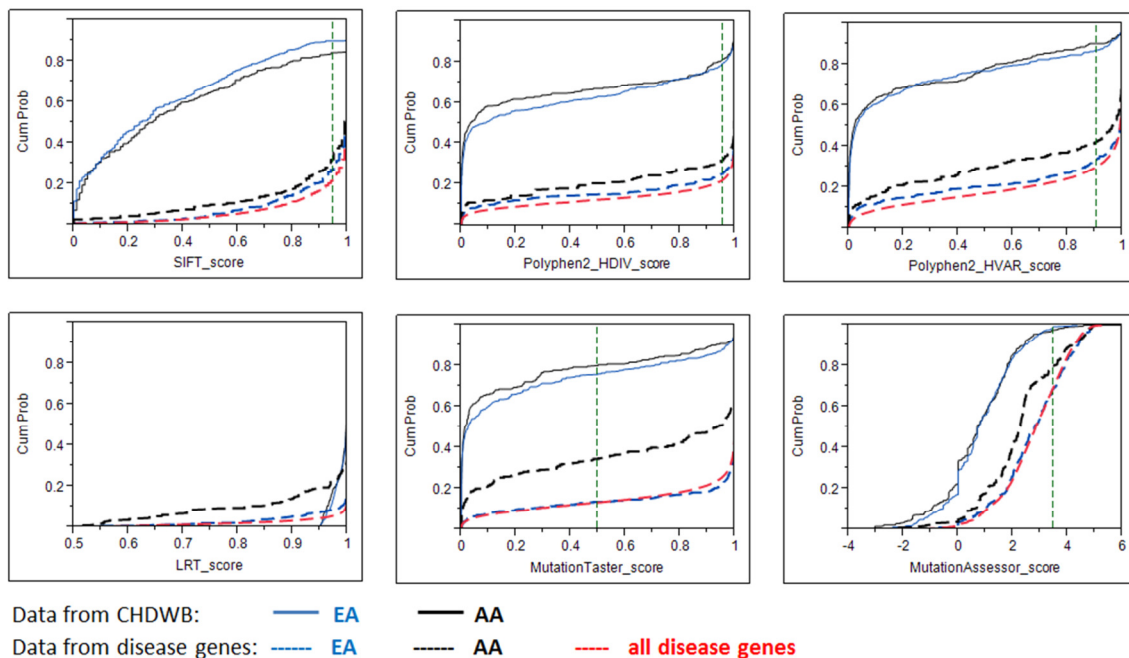 Cum Prob
0.8
0.6
0.4
0.2
0 0.2 0.4 0.6 0.8 1
SIFT_score
Cum Prob
0.8
0.6
0.4
0.2
0 0.2 0.4 0.6 0.8 1
Polyphen2_HDIV_score
Cum Prob
0.8
0.6
0.4
0.2
0 0.2 0.4 0.6 0.8 1
Polyphen2_HVAR_score
Cum Prob
0.8
0.6
0.4
0.2
0.5 0.6 0.7 0.8 0.9 1
LRT_score
Cum Prob
0.8
0.6
0.4
0.2
0 0.2 0.4 0.6 0.8 1
MutationTaster_score
Cum Prob
0.8
0.6
0.4
0.2
-4 -2 0 2 4 6
MutationAssessor_score
Data from CHDWB: EA AA
Data from disease genes: EA AA all disease genes